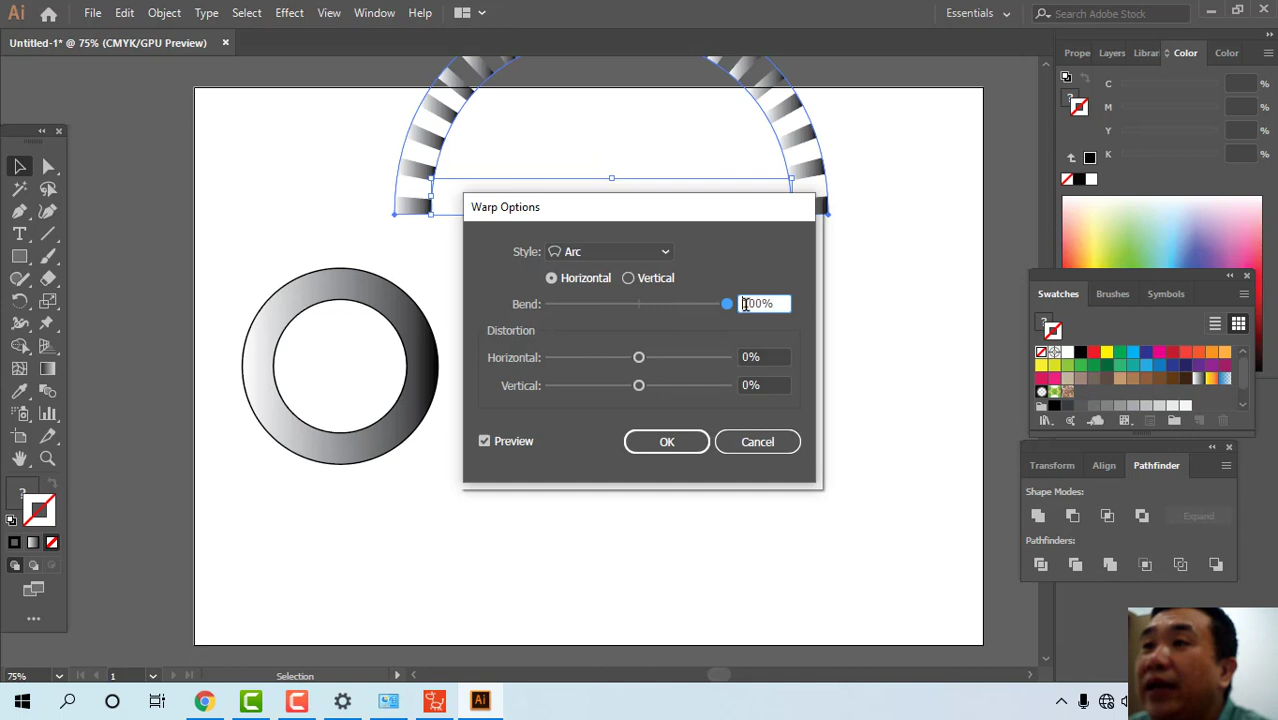 Ai File Edit Object Type Select Effect View Window Help Essentials Search Adobe Stock
Untitled-1* @ 75% (CMYK/GPU Preview)
Prope Layers Librar Color Color
C %
M %
Y %
K %
Warp Options
Style: Arc
Horizontal Vertical
Bend: 100%
Distortion
Horizontal: 0%
Vertical: 0%
Preview OK Cancel
Swatches Brushes Symbols
Transform Align Pathfinder
Shape Modes:
Expand
Pathfinders:
75% 1 Selection
Ai